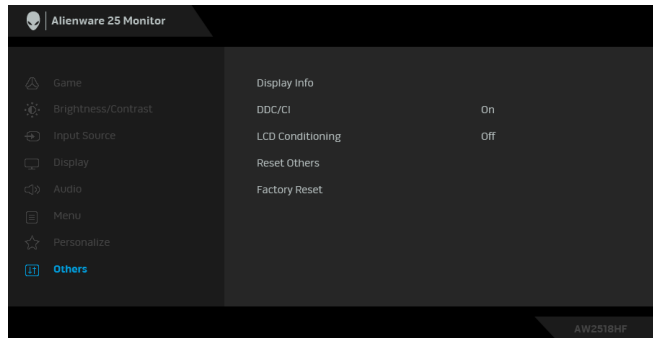 Alienware 25 Monitor
Game
Brightness/Contrast
Input Source
Display
Audio
Menu
Personalize
Others
Display Info
DDC/CI On
LCD Conditioning Off
Reset Others
Factory Reset
AW2518HF